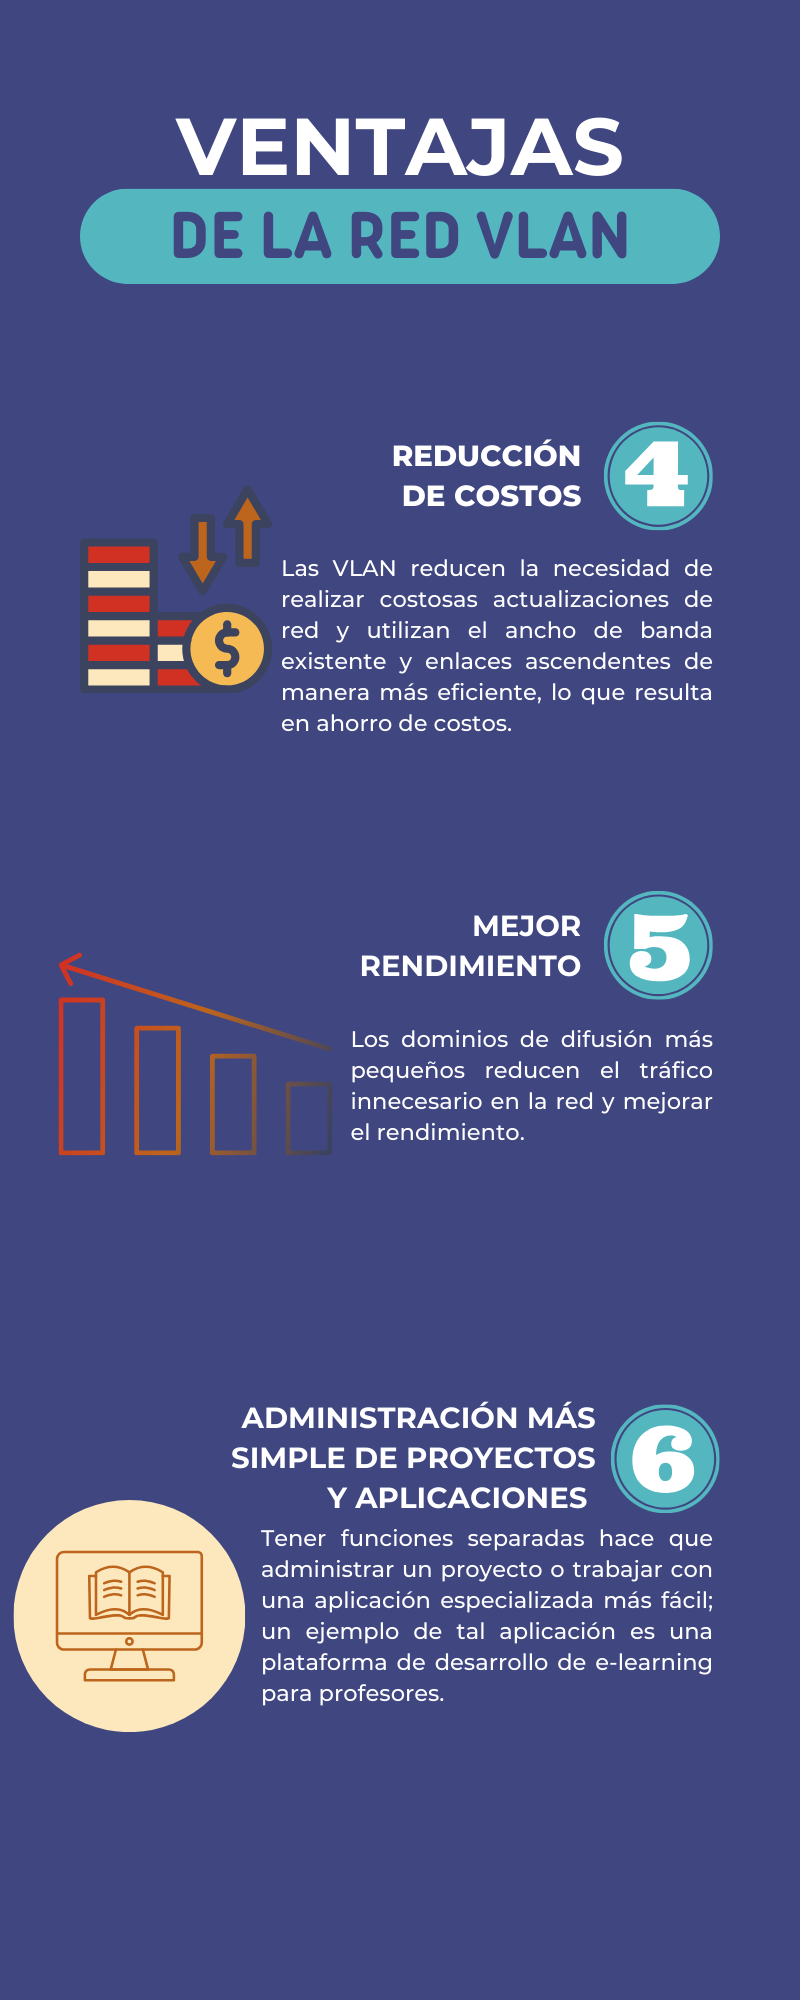 VENTAJAS
DE LA RED VLAN
REDUCCIÓN
DE COSTOS
4
Las VLAN reducen la necesidad de
realizar costosas actualizaciones de
red y utilizan el ancho de banda
existente y enlaces ascendentes de
manera más eficiente, lo que resulta
en ahorro de costos.
$
MEJOR
RENDIMIENTO
5
Los dominios de difusión más
pequeños reducen el tráfico
innecesario en la red y mejorar
el rendimiento.
ADMINISTRACIÓN MÁS
SIMPLE DE PROYECTOS
Y APLICACIONES
6
Tener funciones separadas hace que
administrar un proyecto o trabajar con
una aplicación especializada más fácil;
un ejemplo de tal aplicación es una
plataforma de desarrollo de e-learning
para profesores.